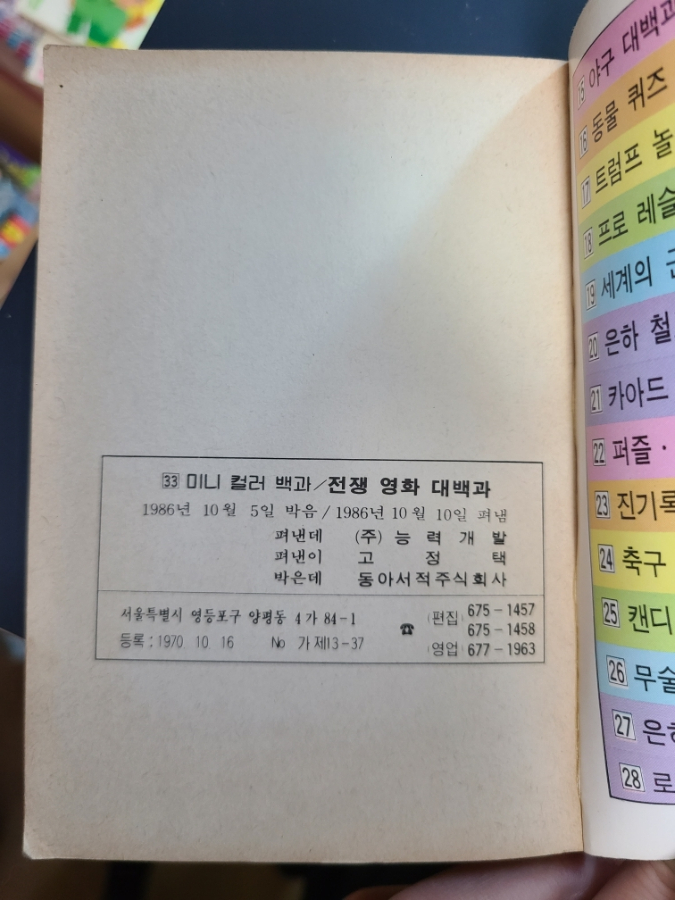 33 미니 컬러 백과/전쟁 영화 대백과
1986년 10월 5일 박음/1986년 10월 10일 펴냄
펴낸데 (주) 능력개발
펴낸이 고정택
박은데 동아서적주식회사
서울특별시 영등포구 양평동 4가 84-1
등록 : 1970 10 16 No 가제13-37
☎ (편집) 675-1457
675-1458
(영업) 677-1963
15 야구 대백과
16 동물 퀴즈
17 트럼프 놀
18 프로 레슬
19 세계의
20 은하 철
21 카아드
22 퍼즐·
23 진기록
24 축구
25 캔디
26 무술
27 은하
28 로